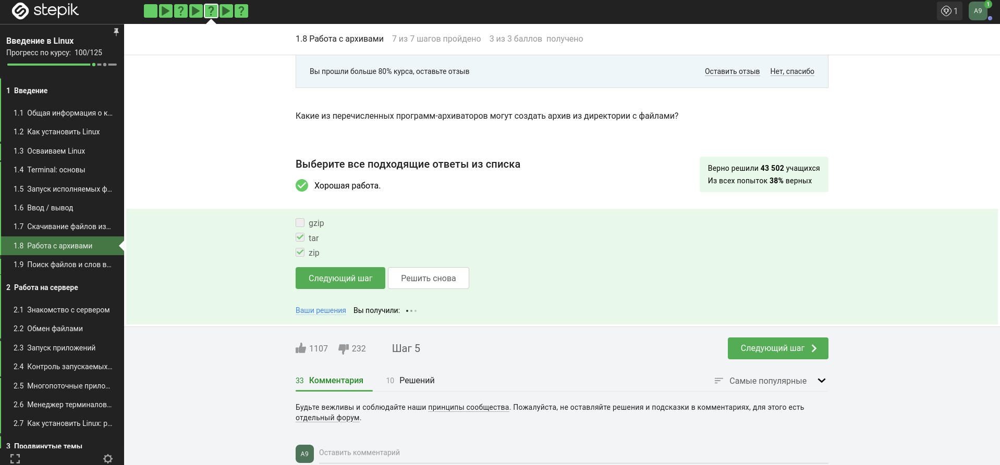 stepik
? ? ?
1
A9
1
Введение в Linux
Прогресс по курсу: 100/125
1 Введение
1.1 Общая информация о к...
1.2 Как установить Linux
1.3 Осваиваем Linux
1.4 Terminal: основы
1.5 Запуск исполняемых ф...
1.6 Ввод / вывод
1.7 Скачивание файлов из...
1.8 Работа с архивами
1.9 Поиск файлов и слов в...
2 Работа на сервере
2.1 Знакомство с сервером
2.2 Обмен файлами
2.3 Запуск приложений
2.4 Контроль запускаемых...
2.5 Многопоточные прило...
2.6 Менеджер терминалов...
2.7 Как установить Linux: р...
3 Продвинутые темы
1.8 Работа с архивами 7 из 7 шагов пройдено 3 из 3 баллов получено
Вы прошли больше 80% курса, оставьте отзыв Оставить отзыв Нет, спасибо
Какие из перечисленных программ-архиваторов могут создать архив из директории с файлами?
Выберите все подходящие ответы из списка
Хорошая работа.
Верно решили 43 502 учащихся
Из всех попыток 38% верных
gzip
tar
zip
Следующий шаг Решить снова
Ваши решения Вы получили:
1107 232 Шаг 5 Следующий шаг
33 Комментария 10 Решений Самые популярные
Будьте вежливы и соблюдайте наши принципы сообщества. Пожалуйста, не оставляйте решения и подсказки в комментариях, для этого есть
отдельный форум.
A9 Оставить комментарий